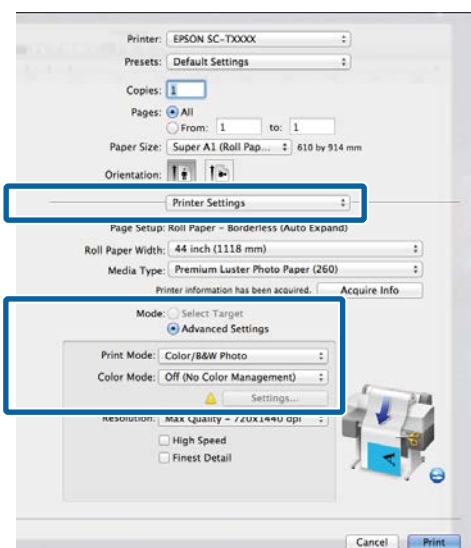 Printer: EPSON SC-TXXXX
Presets: Default Settings
Copies: 1
Pages: All
From: 1 to: 1
Paper Size: Super A1 (Roll Pap... 610 by 914 mm
Orientation:
Printer Settings
Page Setup: Roll Paper - Borderless (Auto Expand)
Roll Paper Width: 44 inch (1118 mm)
Media Type: Premium Luster Photo Paper (260)
Printer information has been acquired. Acquire Info
Mode: Select Target
Advanced Settings
Print Mode: Color/B&W Photo
Color Mode: Off (No Color Management)
Settings...
Resolution: Max Quality - 720x1440 dpi
High Speed
Finest Detail
Cancel Print